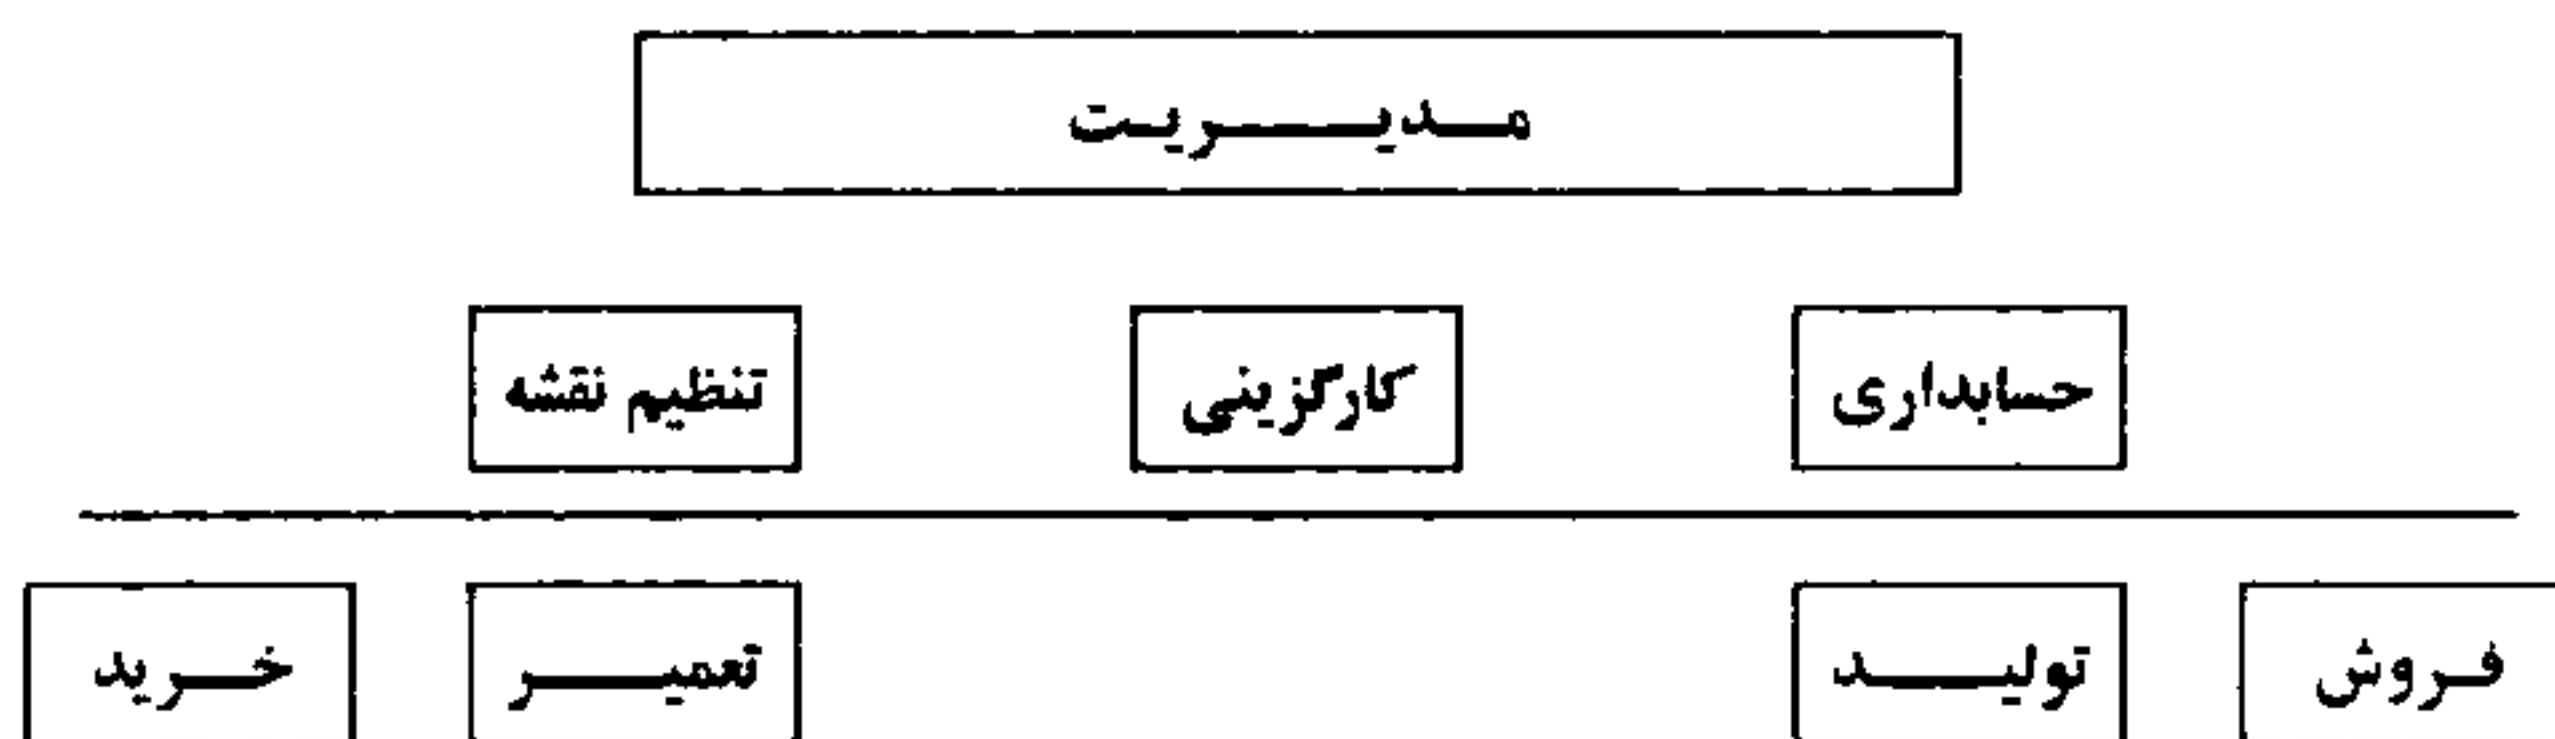 مدیریت
حسابداری کارگزینی تنظیم نقشه
فروش تولید تعمیر خرید